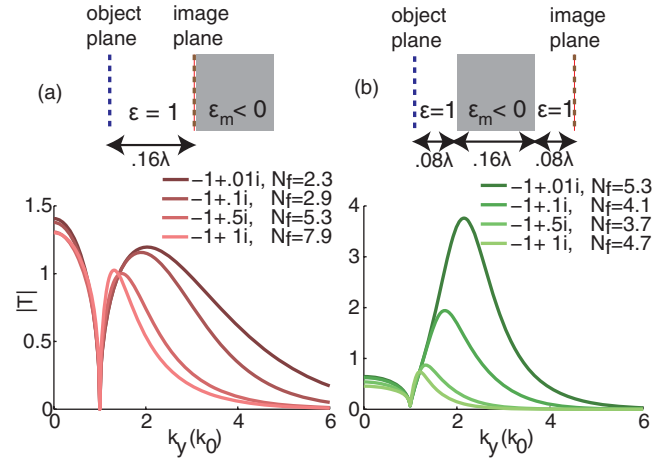 object plane
image plane
(a)
ε = 1
ε_m < 0
.16λ
−1+.01i, N_f=2.3
−1+.1i, N_f=2.9
−1+.5i, N_f=5.3
−1+ 1i, N_f=7.9
1.5
1
0.5
0
|T|
0 2 4 6
k_y(k_0)
object plane
image plane
(b)
ε=1
ε_m< 0
ε=1
.08λ
.16λ
.08λ
−1+.01i, N_f=5.3
−1+.1i, N_f=4.1
−1+.5i, N_f=3.7
−1+ 1i, N_f=4.7
4
3
2
1
0
0 2 4 6
k_y(k_0)